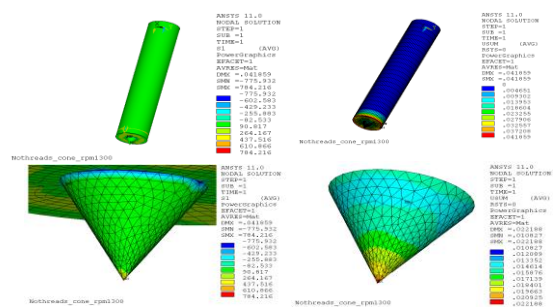 ANSYS 11.0
NODAL SOLUTION
STEP=1
SUB =1
TIME=1
S1 (AVG)
PowerGraphics
EFACET=1
AVRES=Mat
DMX =.041859
SMN =-775.932
SMX =784.216
-775.932
-602.583
-429.233
-255.883
-82.533
90.817
264.167
437.516
610.866
784.216
Nothreads_cone_rpm1300
ANSYS 11.0
NODAL SOLUTION
STEP=1
SUB =1
TIME=1
USUM (AVG)
RSYS=0
PowerGraphics
EFACET=1
AVRES=Mat
DMX =.041859
SMX =.041859
.004651
.009302
.013953
.018604
.023255
.027906
.032557
.037208
.041859
Nothreads_cone_rpm1300
ANSYS 11.0
NODAL SOLUTION
STEP=1
SUB =1
TIME=1
S1 (AVG)
PowerGraphics
EFACET=1
AVRES=Mat
DMX =.041859
SMN =-775.932
SMX =784.216
-775.932
-602.583
-429.233
-255.883
-82.533
90.817
264.167
437.516
610.866
784.216
Nothreads_cone_rpm1300
ANSYS 11.0
NODAL SOLUTION
STEP=1
SUB =1
TIME=1
USUM (AVG)
RSYS=0
PowerGraphics
EFACET=1
AVRES=Mat
DMX =.022188
SMN =.010827
SMX =.022188
.010827
.012089
.013352
.014614
.015876
.017139
.018401
.019663
.020925
.022188
Nothreads_cone_rpm1300